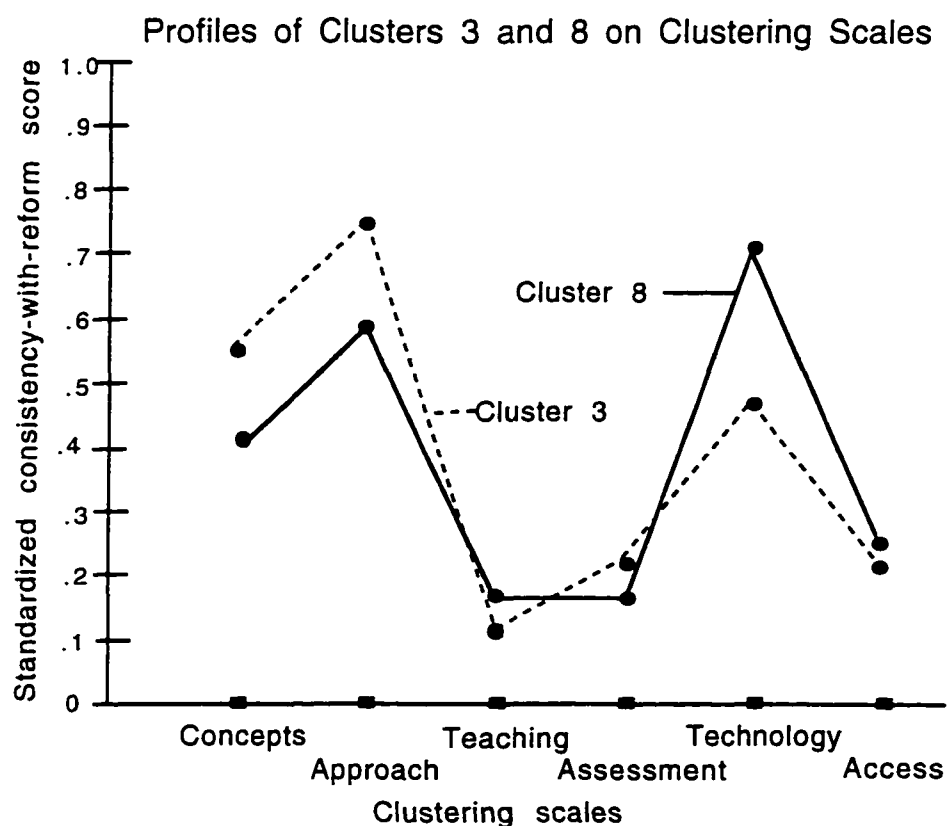 Profiles of Clusters 3 and 8 on Clustering Scales
Standardized consistency-with-reform score
1.0
.9
.8
.7
.6
.5
.4
.3
.2
.1
0
Cluster 8
Cluster 3
Concepts
Approach
Teaching
Assessment
Technology
Access
Clustering scales